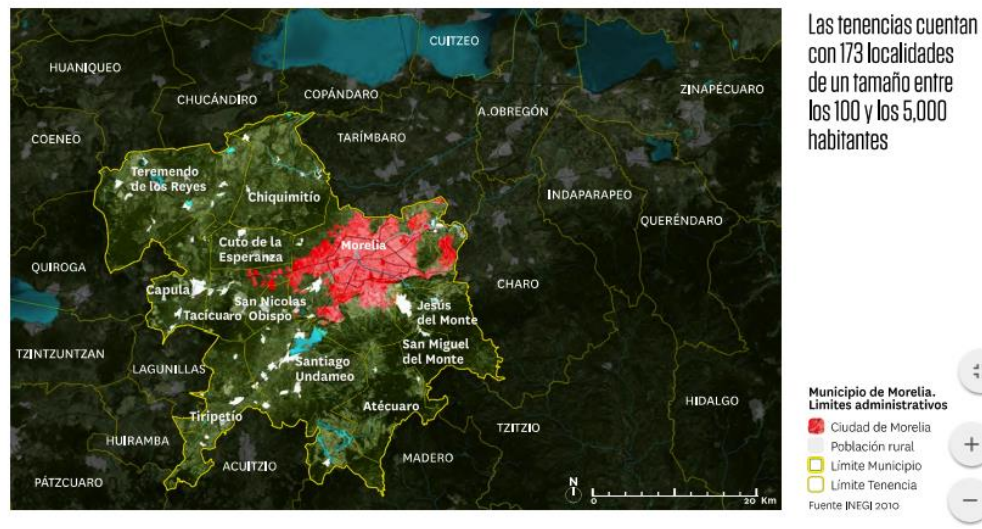 CUITZEO
HUANIQUEO
ZINAPÉCUARO
COPÁNDARO
CHUCÁNDIRO
A.OBREGÓN
COENEO
TARÍMBARO
Teremendo
de los Reyes
Chiquimitío
INDAPARAPEO
QUERÉNDARO
Cuto de la
Esperanza
Morelia
QUIROGA
CHARO
Capula
San Nicolas
Obispo
Tacícuaro
Jesús
del Monte
San Miguel
del Monte
TZINTZUNTZAN
LAGUNILLAS
Santiago
Undameo
Atécuaro
HIDALGO
Tiripetío
TZITZIO
HUIRAMBA
ACUITZIO
MADERO
PÁTZCUARO
N
20 Km
Las tenencias cuentan
con 173 localidades
de un tamaño entre
los 100 y los 5,000
habitantes
Municipio de Morelia.
Limites administrativos
Ciudad de Morelia
Población rural
Límite Municipio
Límite Tenencia
Fuente INEGI 2010